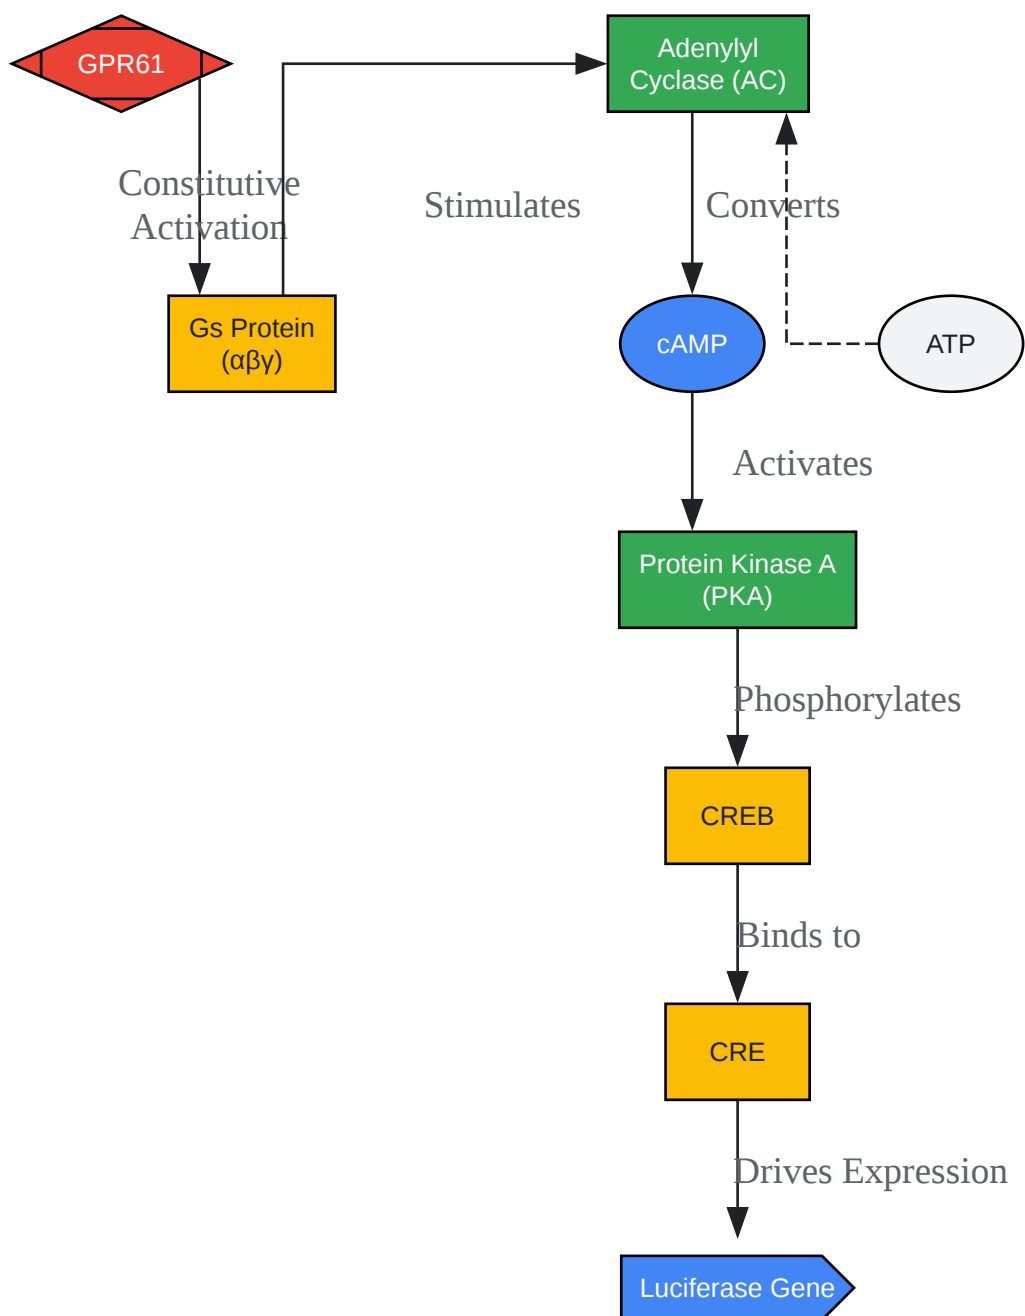 GPR61
Adenylyl
Cyclase (AC)
Constitutive
Activation
Stimulates
Converts
Gs Protein
(αβγ)
cAMP
ATP
Activates
Protein Kinase A
(PKA)
Phosphorylates
CREB
Binds to
CRE
Drives Expression
Luciferase Gene